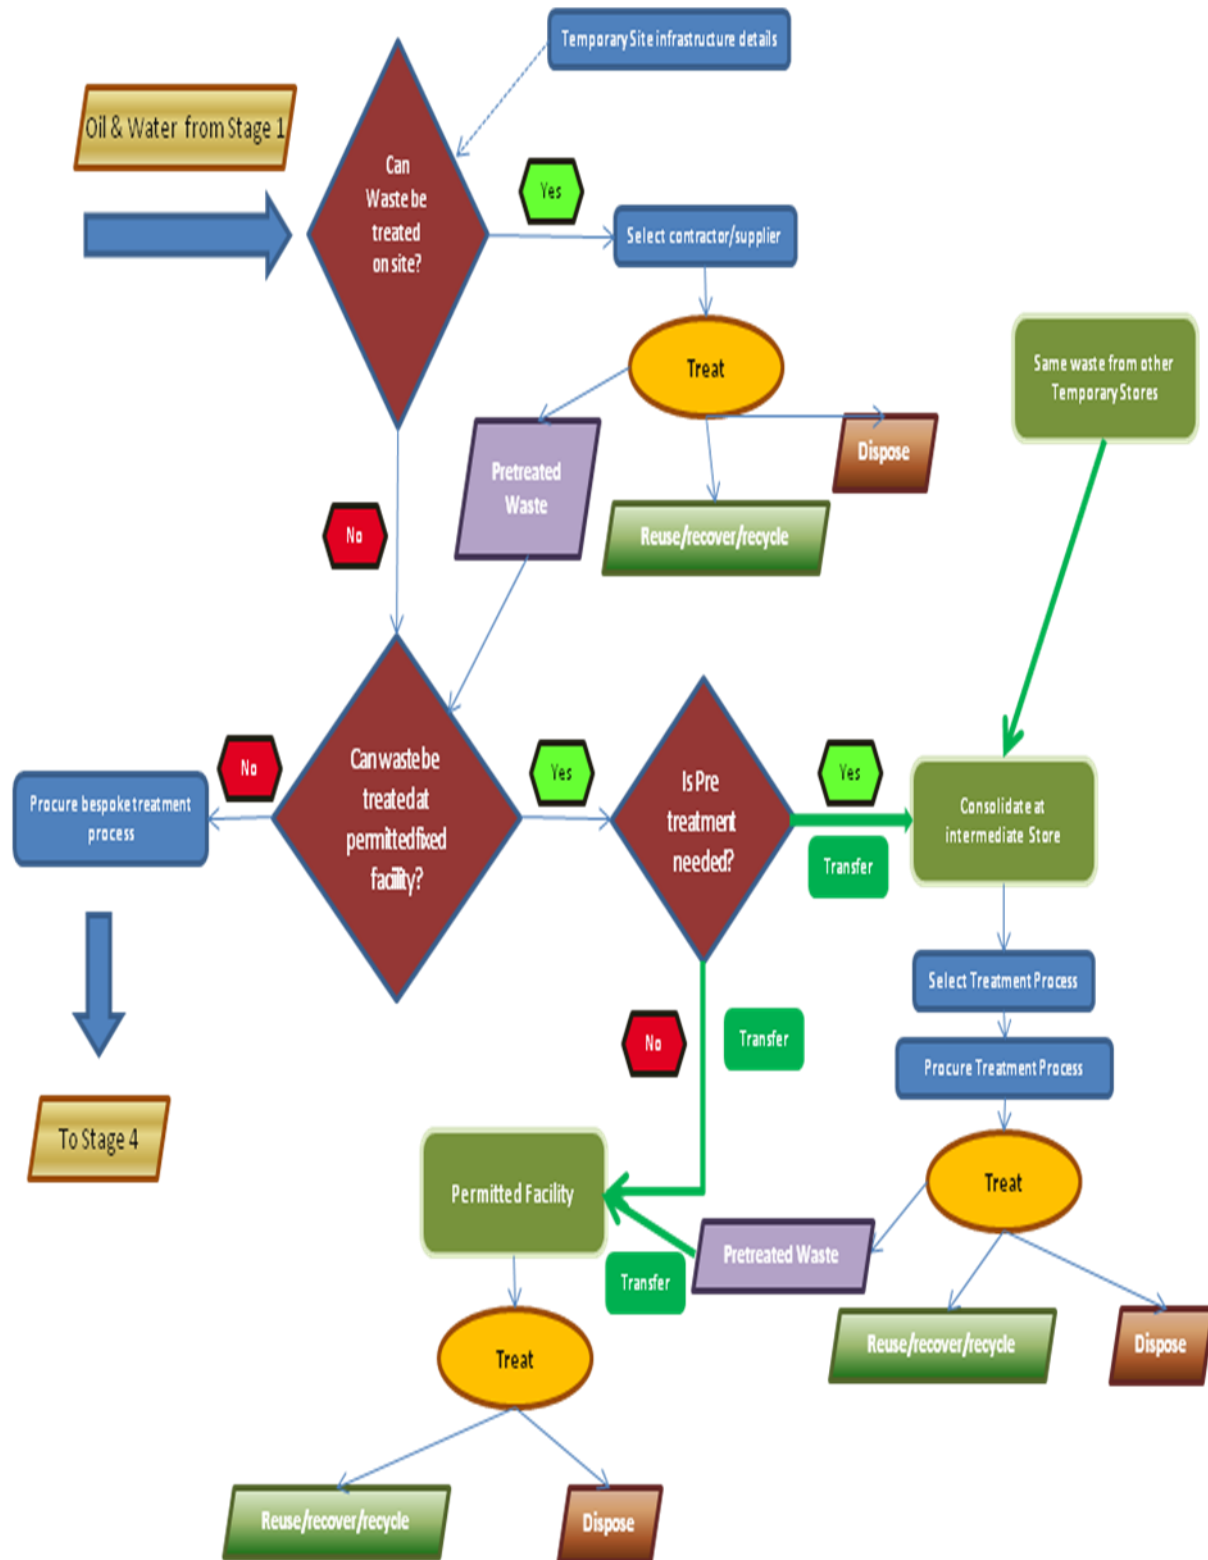 Temporary Site infrastructure details
Oil & Water from Stage 1
Can
Waste be
treated
on site?
Yes
Select contractor/supplier
Treat
Same waste from other
Temporary Stores
Pretreated
Waste
Dispose
Reuse/recover/recycle
No
Can waste be
treated at
permitted fixed
faciility?
No
Procure bespoke treatment
process
Yes
Is Pre
treatment
needed?
Yes
Transfer
Consolidate at
intermediate Store
Select Treatment Process
No
Transfer
Procure Treatment Process
To Stage 4
Permitted Facility
Treat
Pretreated Waste
Transfer
Reuse/recover/recycle
Dispose
Treat
Reuse/recover/recycle
Dispose